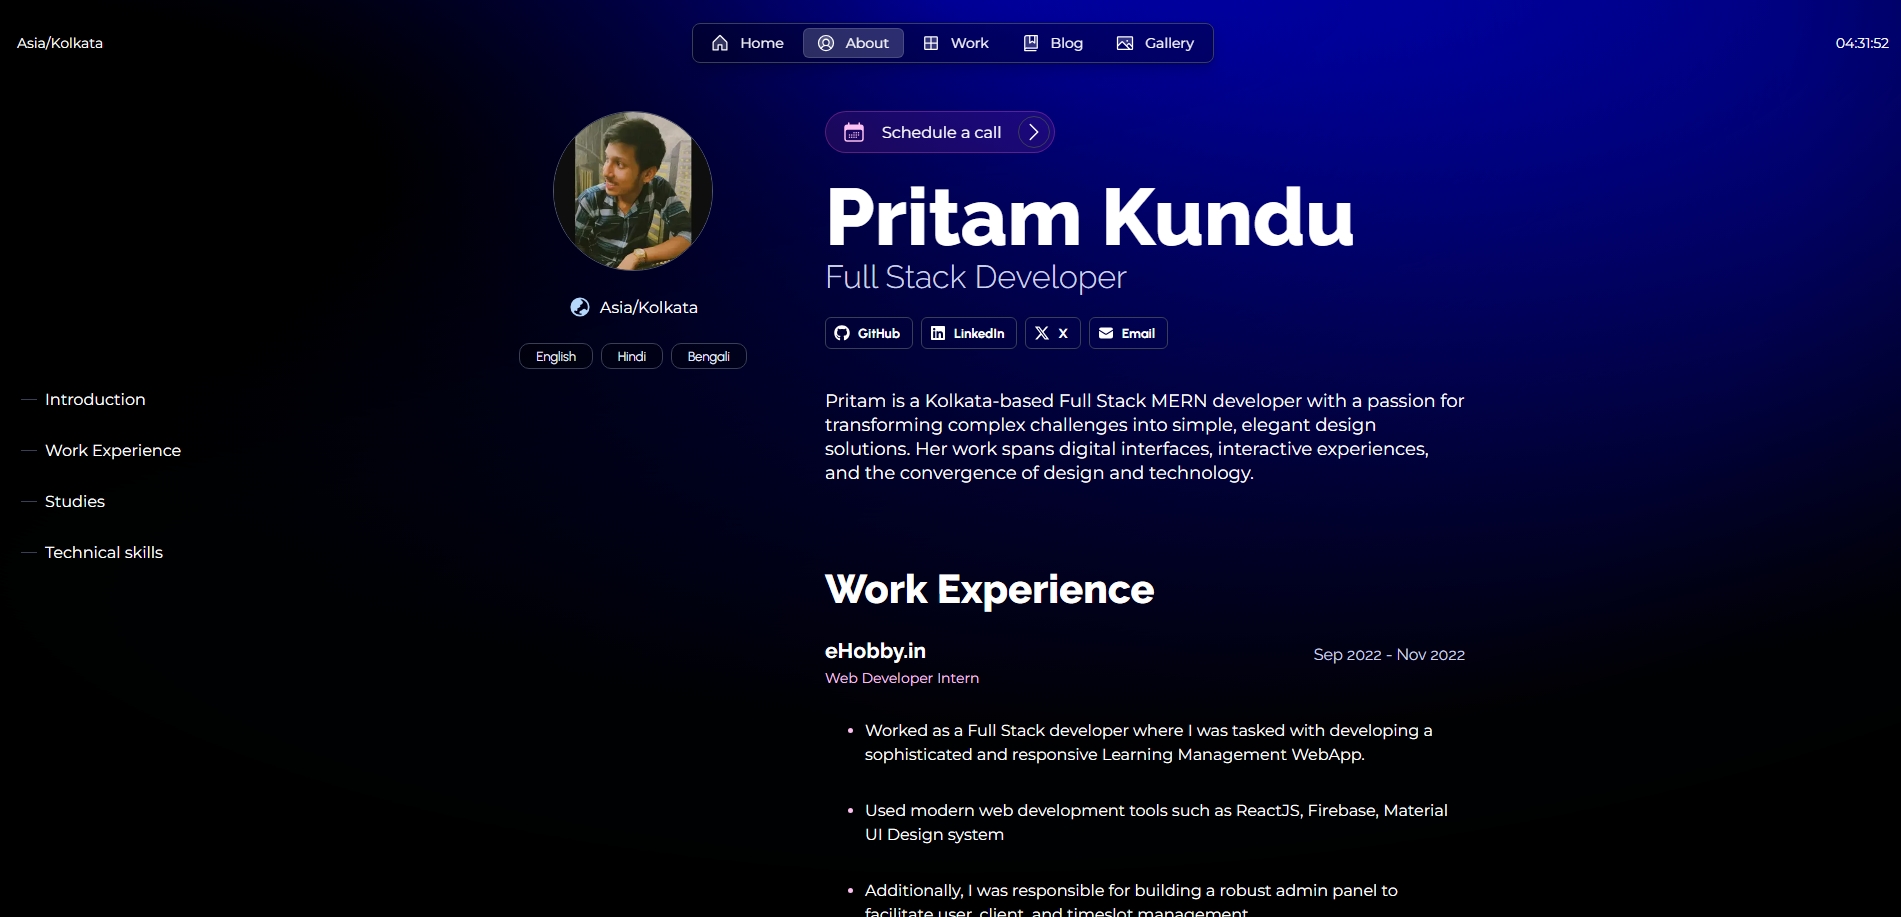 Asia/Kolkata
Home
About
Work
Blog
Gallery
04:31:52
Schedule a call
Pritam Kundu
Full Stack Developer
Asia/Kolkata
GitHub
LinkedIn
X
Email
English
Hindi
Bengali
Introduction
Work Experience
Studies
Technical skills
Pritam is a Kolkata-based Full Stack MERN developer with a passion for
transforming complex challenges into simple, elegant design
solutions. Her work spans digital interfaces, interactive experiences,
and the convergence of design and technology.
Work Experience
eHobby.in
Sep 2022 - Nov 2022
Web Developer Intern
Worked as a Full Stack developer where I was tasked with developing a
sophisticated and responsive Learning Management WebApp.
Used modern web development tools such as ReactJS, Firebase, Material
UI Design system
Additionally, I was responsible for building a robust admin panel to
facilitate user, client, and timeslot management